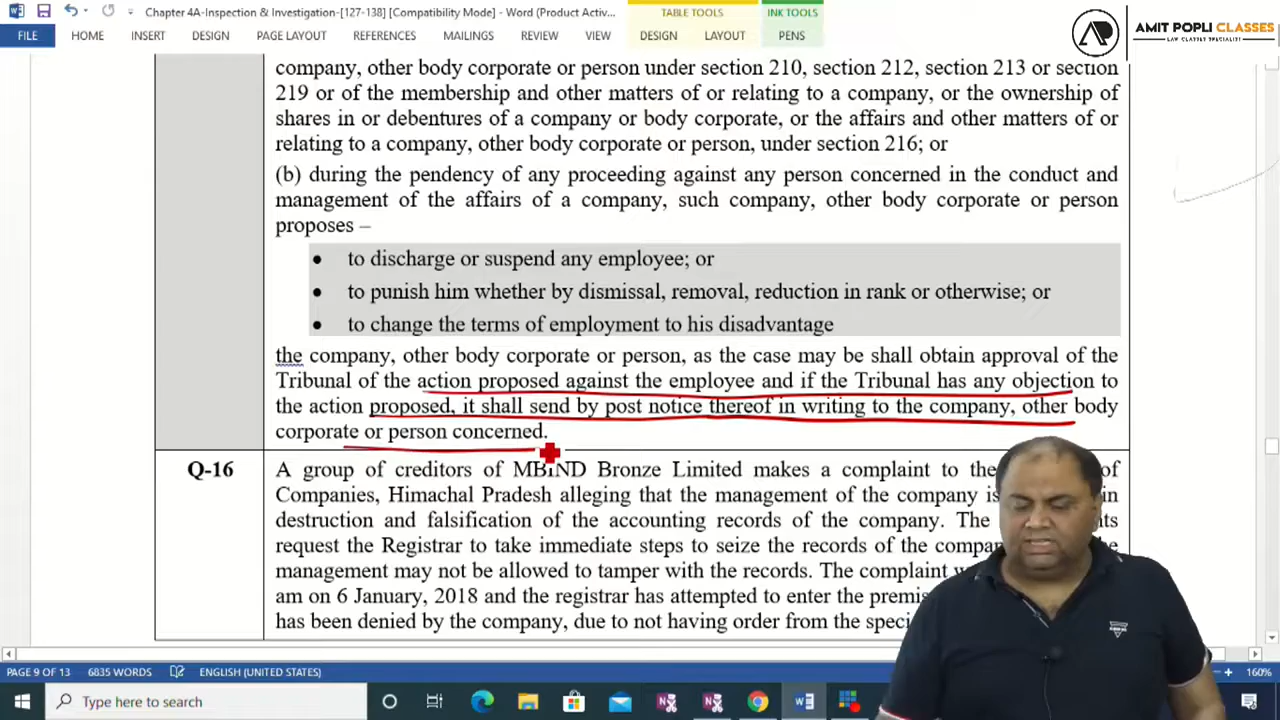 Chapter 4A-Inspection & Investigation-[127-138] [Compatibility Mode] - Word (Product Activ...
TABLE TOOLS
INK TOOLS
FILE HOME INSERT DESIGN PAGE LAYOUT REFERENCES MAILINGS REVIEW VIEW DESIGN LAYOUT PENS
AMIT POPLI CLASSES
LAW CLASSES SPECIALITY
company, other body corporate or person under section 210, section 212, section 213 or section
219 or of the membership and other matters of or relating to a company, or the ownership of
shares in or debentures of a company or body corporate, or the affairs and other matters of or
relating to a company, other body corporate or person, under section 216; or
(b) during the pendency of any proceeding against any person concerned in the conduct and
management of the affairs of a company, such company, other body corporate or person
proposes –
• to discharge or suspend any employee; or
• to punish him whether by dismissal, removal, reduction in rank or otherwise; or
• to change the terms of employment to his disadvantage
the company, other body corporate or person, as the case may be shall obtain approval of the
Tribunal of the action proposed against the employee and if the Tribunal has any objection to
the action proposed, it shall send by post notice thereof in writing to the company, other body
corporate or person concerned.
Q-16
A group of creditors of MBIND Bronze Limited makes a complaint to the of
Companies, Himachal Pradesh alleging that the management of the company is in
destruction and falsification of the accounting records of the company. The
request the Registrar to take immediate steps to seize the records of the
management may not be allowed to tamper with the records. The complaint
am on 6 January, 2018 and the registrar has attempted to enter the
has been denied by the company, due to not having order from the
PAGE 9 OF 13 6835 WORDS ENGLISH (UNITED STATES) 160%
Type here to search